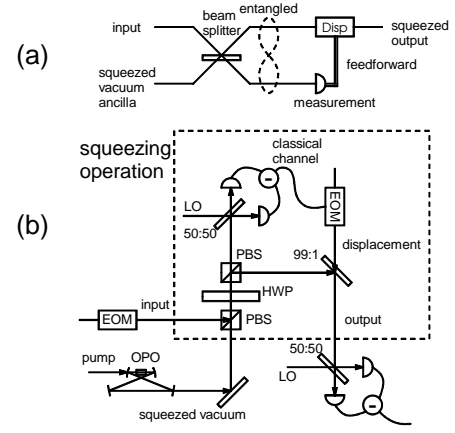 (a)
input
beam
splitter
entangled
Disp
squeezed
output
squeezed
vacuum
ancilla
feedforward
measurement
(b)
squeezing
operation
classical
channel
-
LO
50:50
EOM
PBS
99:1
displacement
HWP
EOM
input
PBS
output
pump
OPO
squeezed vacuum
50:50
LO
-